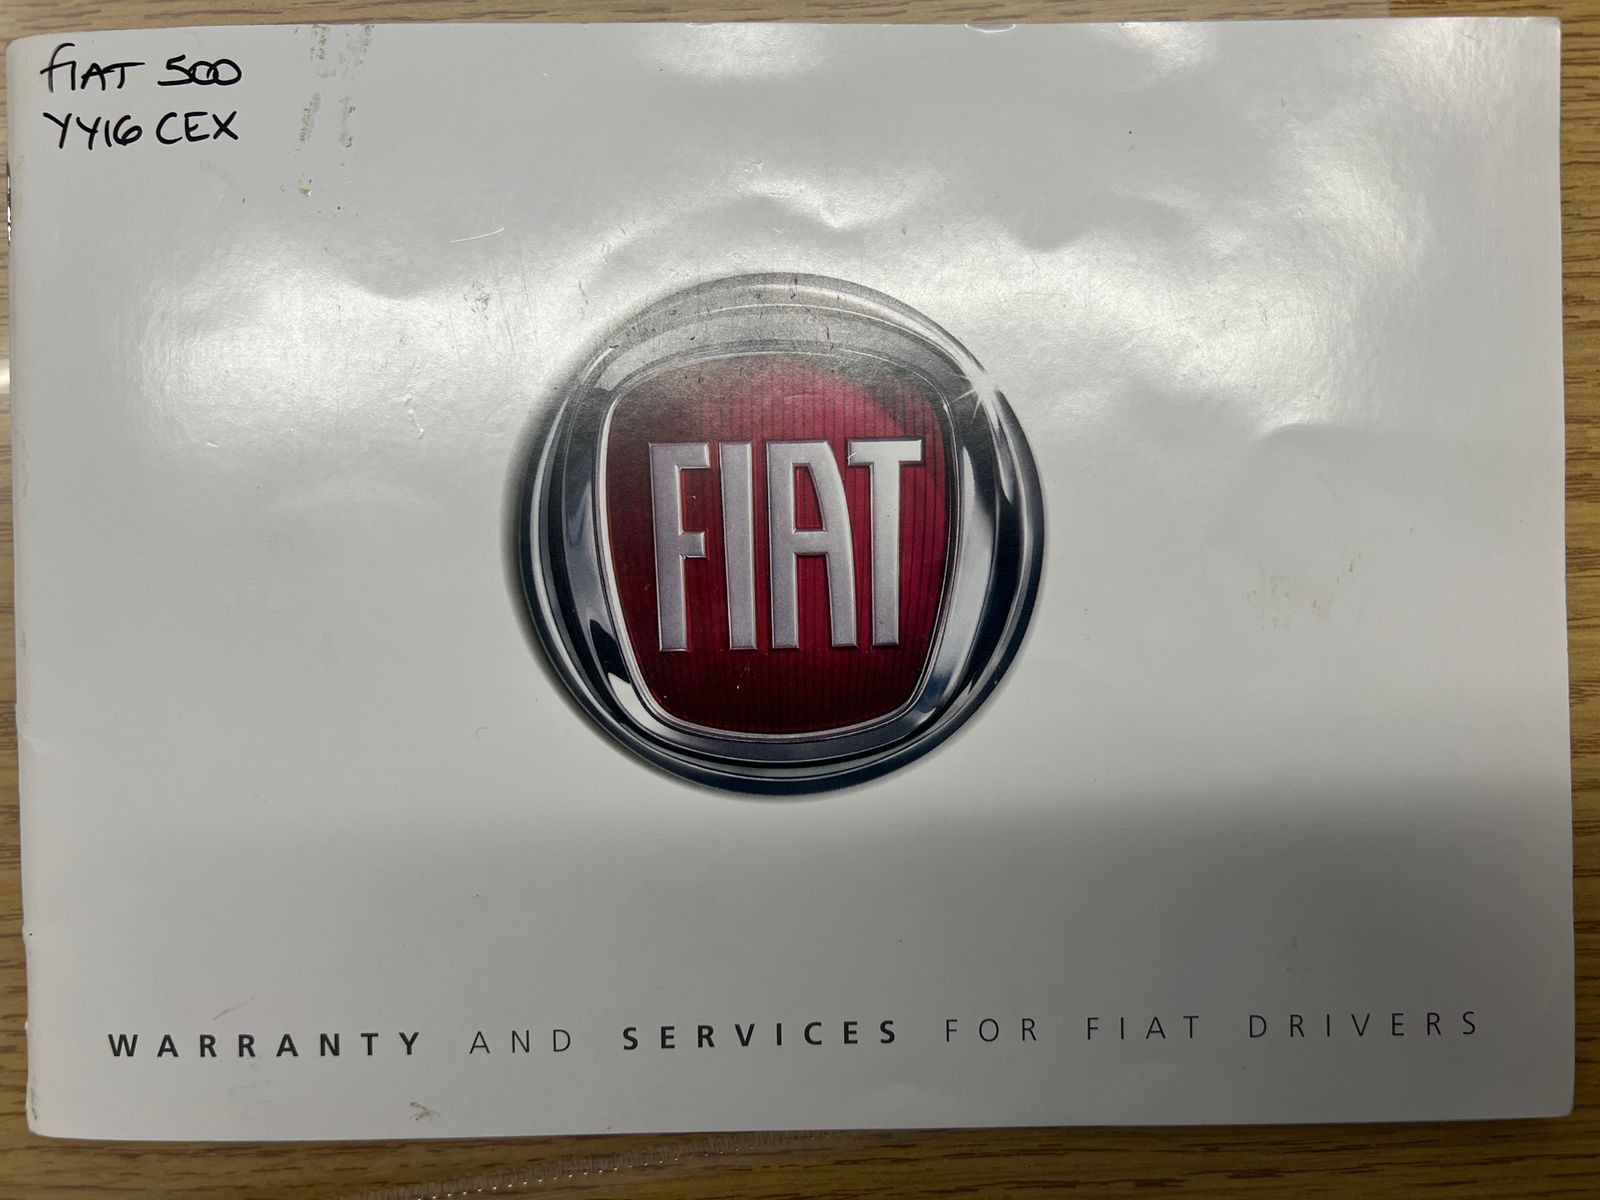 FIAT 500
YY16 CEX
FIAT
WARRANTY AND SERVICES FOR FIAT DRIVERS